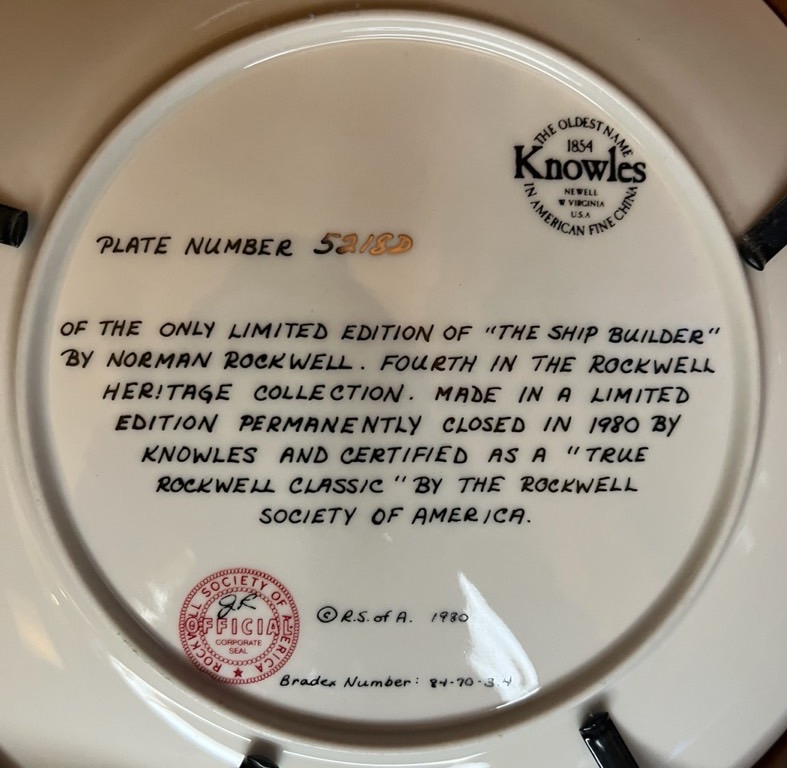 THE OLDEST NAME
1854
Knowles
NEWELL
W VIRGINIA
U.S.A
IN AMERICAN FINE CHINA
PLATE NUMBER 5218D
OF THE ONLY LIMITED EDITION OF "THE SHIP BUILDER"
BY NORMAN ROCKWELL. FOURTH IN THE ROCKWELL
HERITAGE COLLECTION. MADE IN A LIMITED
EDITION PERMANENTLY CLOSED IN 1980 BY
KNOWLES AND CERTIFIED AS A "TRUE
ROCKWELL CLASSIC" BY THE ROCKWELL
SOCIETY OF AMERICA.
ROCKWELL SOCIETY OF AMERICA
JR
OFFICIAL
CORPORATE
SEAL
© R.S. of A. 1980
Bradex Number: 84-70-3.4